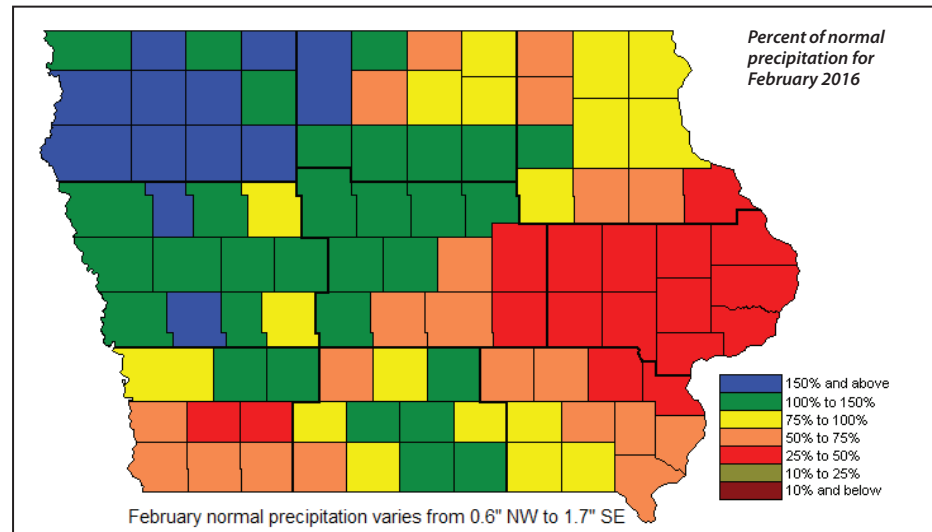 Percent of normal
precipitation for
February 2016
150% and above
100% to 150%
75% to 100%
50% to 75%
25% to 50%
10% to 25%
10% and below
February normal precipitation varies from 0.6" NW to 1.7" SE